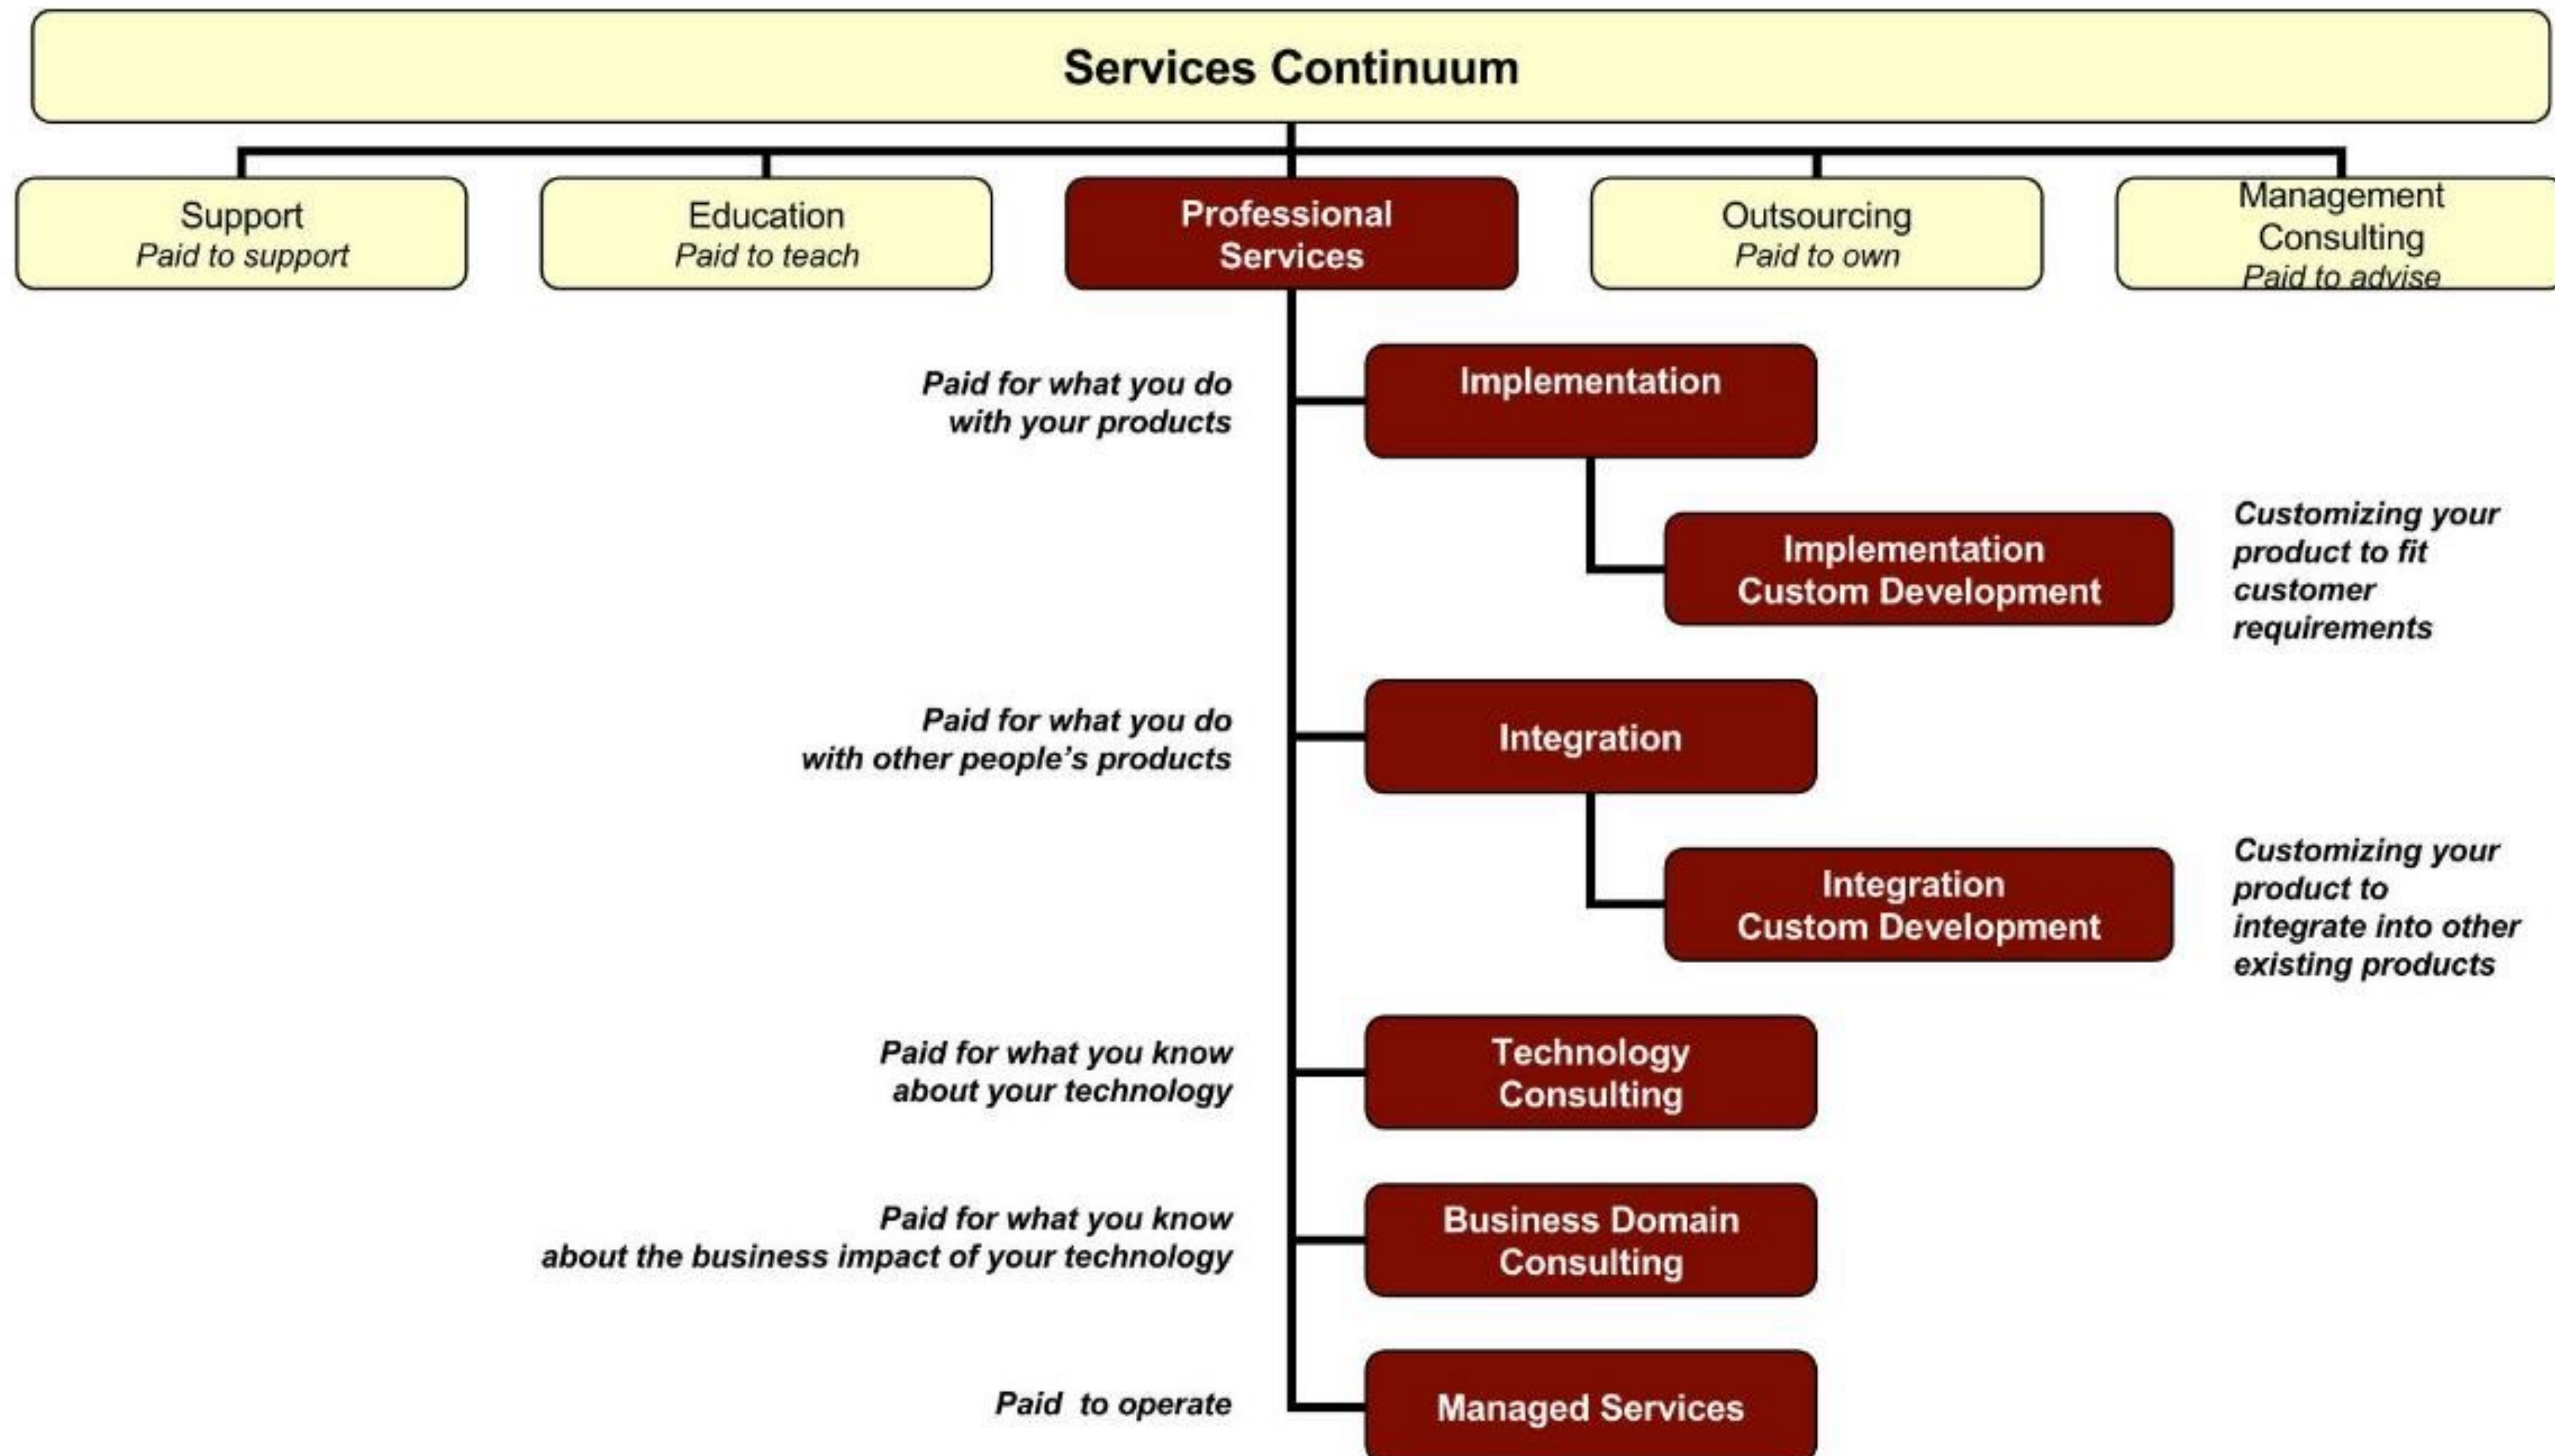 Services Continuum
Support
Paid to support
Education
Paid to teach
Professional
Services
Outsourcing
Paid to own
Management
Consulting
Paid to advise
Paid for what you do
with your products
Implementation
Implementation
Custom Development
Customizing your
product to fit
customer
requirements
Paid for what you do
with other people’s products
Integration
Integration
Custom Development
Customizing your
product to
integrate into other
existing products
Paid for what you know
about your technology
Technology
Consulting
Paid for what you know
about the business impact of your technology
Business Domain
Consulting
Paid  to operate
Managed Services